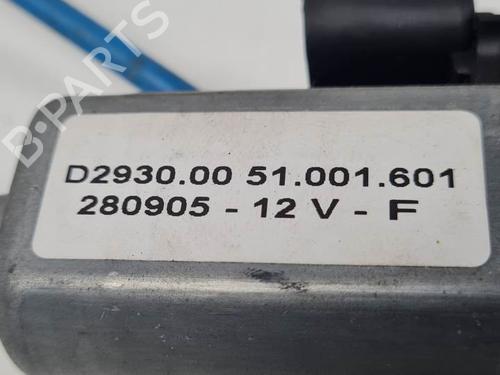 B-PARTS
D2930.00 51.001.601
280905 - 12 V - F